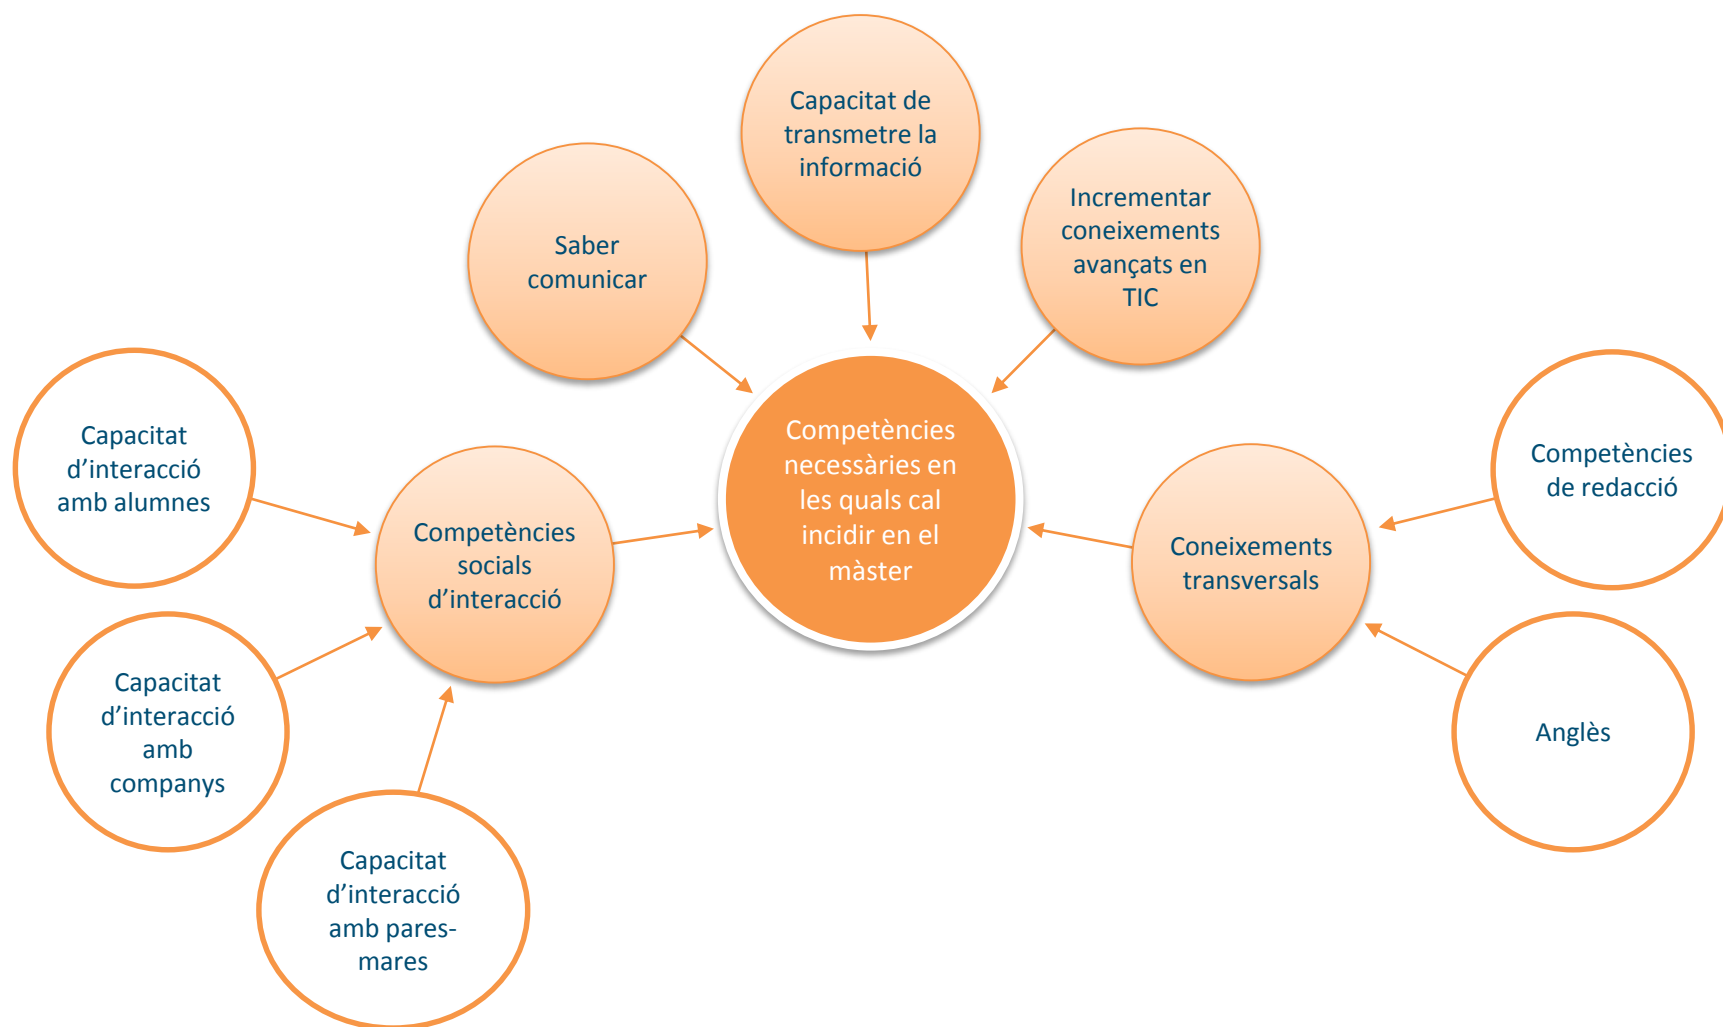 Capacitat de
transmetre la
informació
Incrementar
coneixements
avançats en
TIC
Saber
comunicar
Competències
necessàries en
les quals cal
incidir en el
màster
Capacitat
d’interacció
amb alumnes
Competències
socials
d’interacció
Coneixements
transversals
Competències
de redacció
Capacitat
d’interacció
amb
companys
Anglès
Capacitat
d’interacció
amb pares-
mares